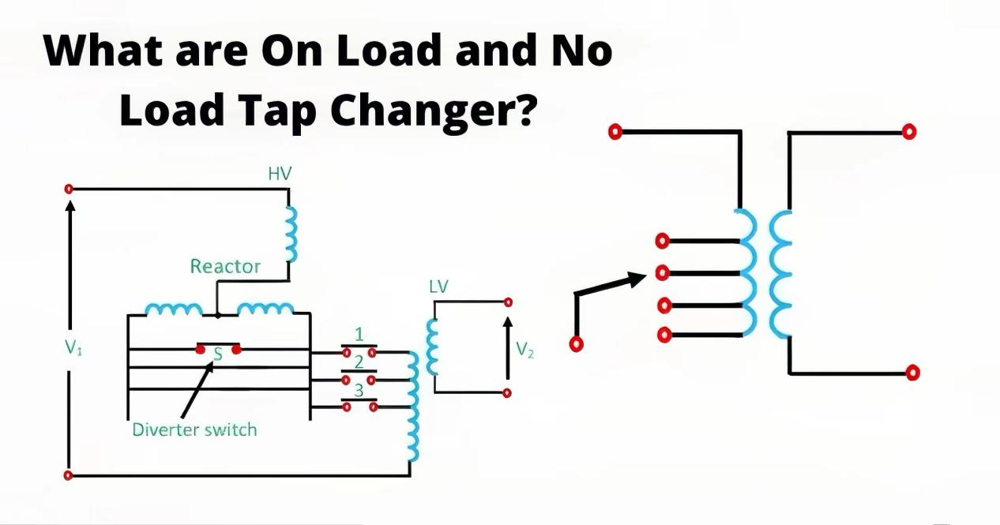 What are On Load and No
Load Tap Changer?
HV
Reactor
LV
V₁
1
S
2
V₂
3
Diverter switch